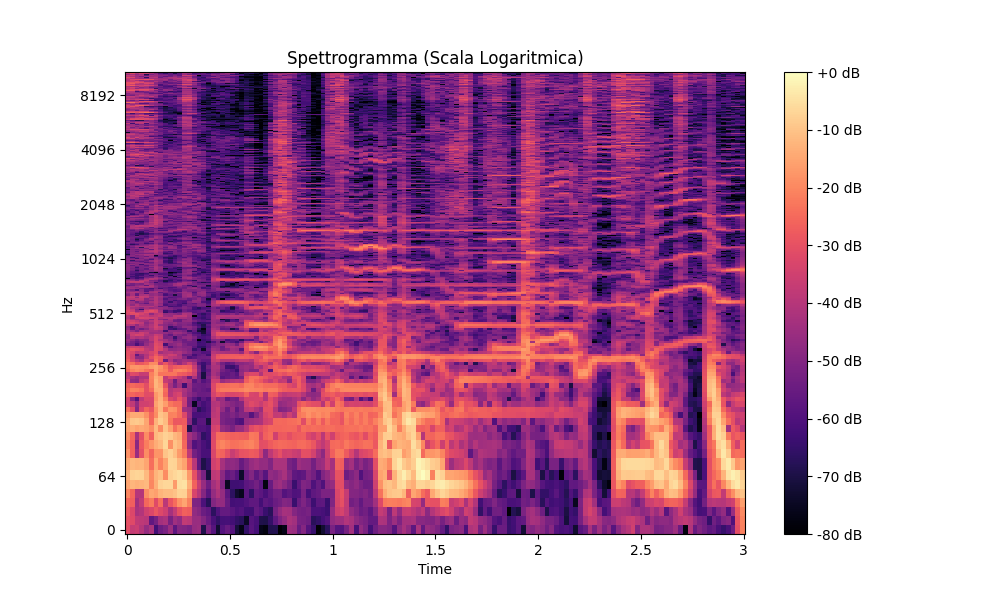 Spettrogramma (Scala Logaritmica)
8192
4096
2048
1024
512
256
128
64
0
Hz
0
0.5
1
1.5
2
2.5
3
Time
+0 dB
-10 dB
-20 dB
-30 dB
-40 dB
-50 dB
-60 dB
-70 dB
-80 dB